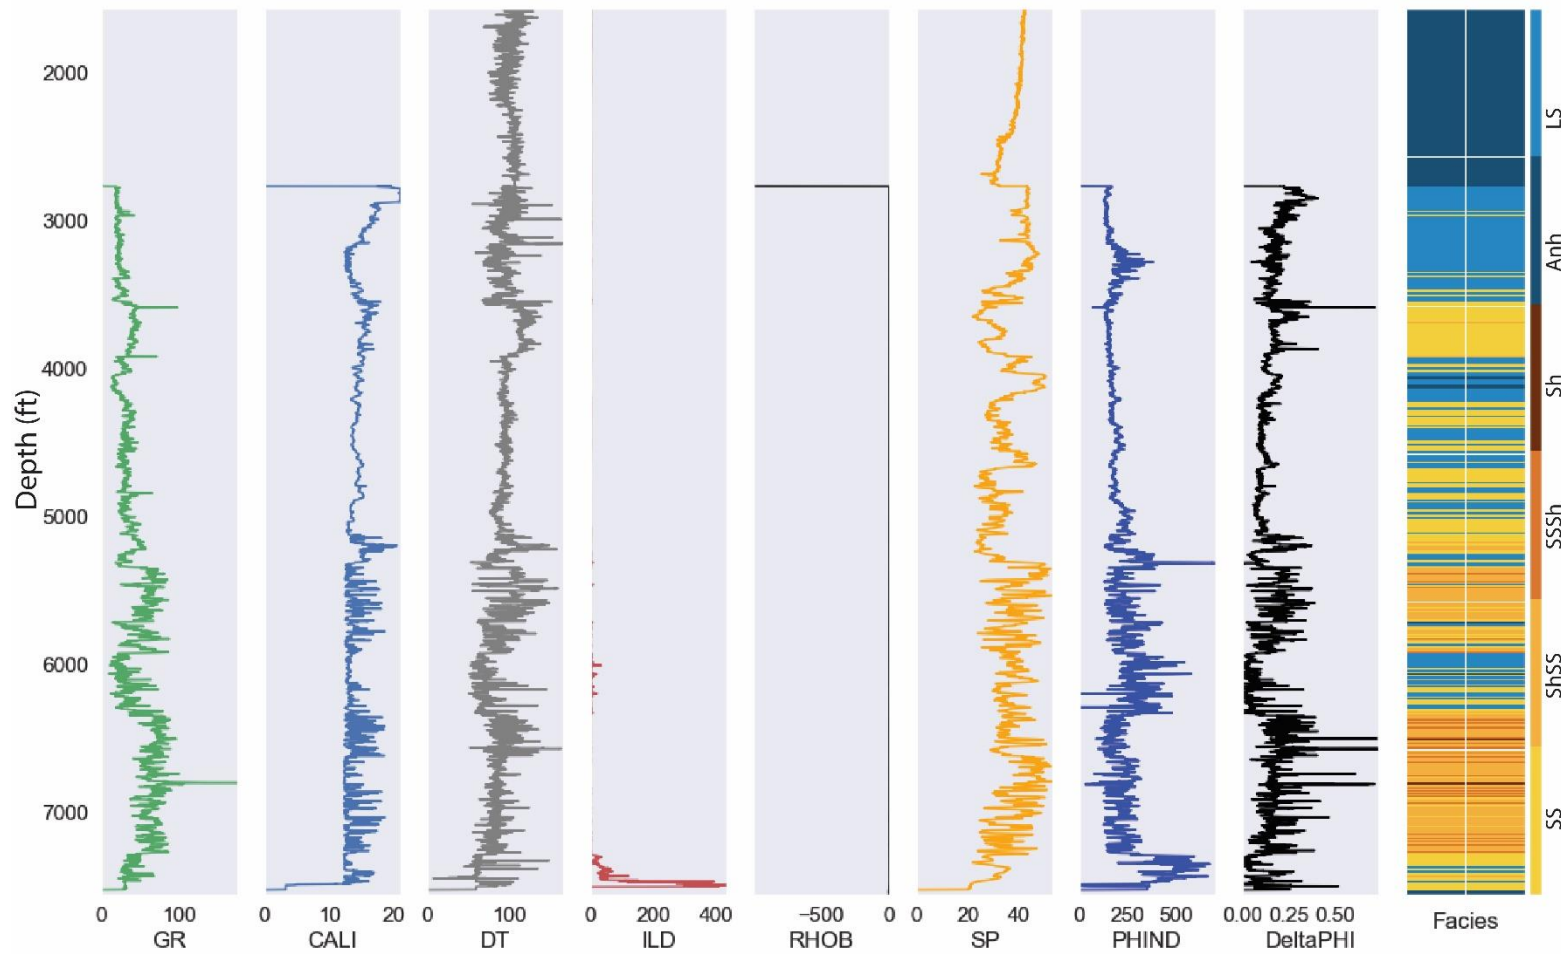 Depth (ft)
2000
3000
4000
5000
6000
7000
0 100
GR
0 10 20
CALI
0 100
DT
0 200 400
ILD
−500 0
RHOB
0 20 40
SP
0 250 500
PHIND
0.00 0.25 0.50
DeltaPHI
Facies
LS
Anh
Sh
SSSh
ShSS
SS